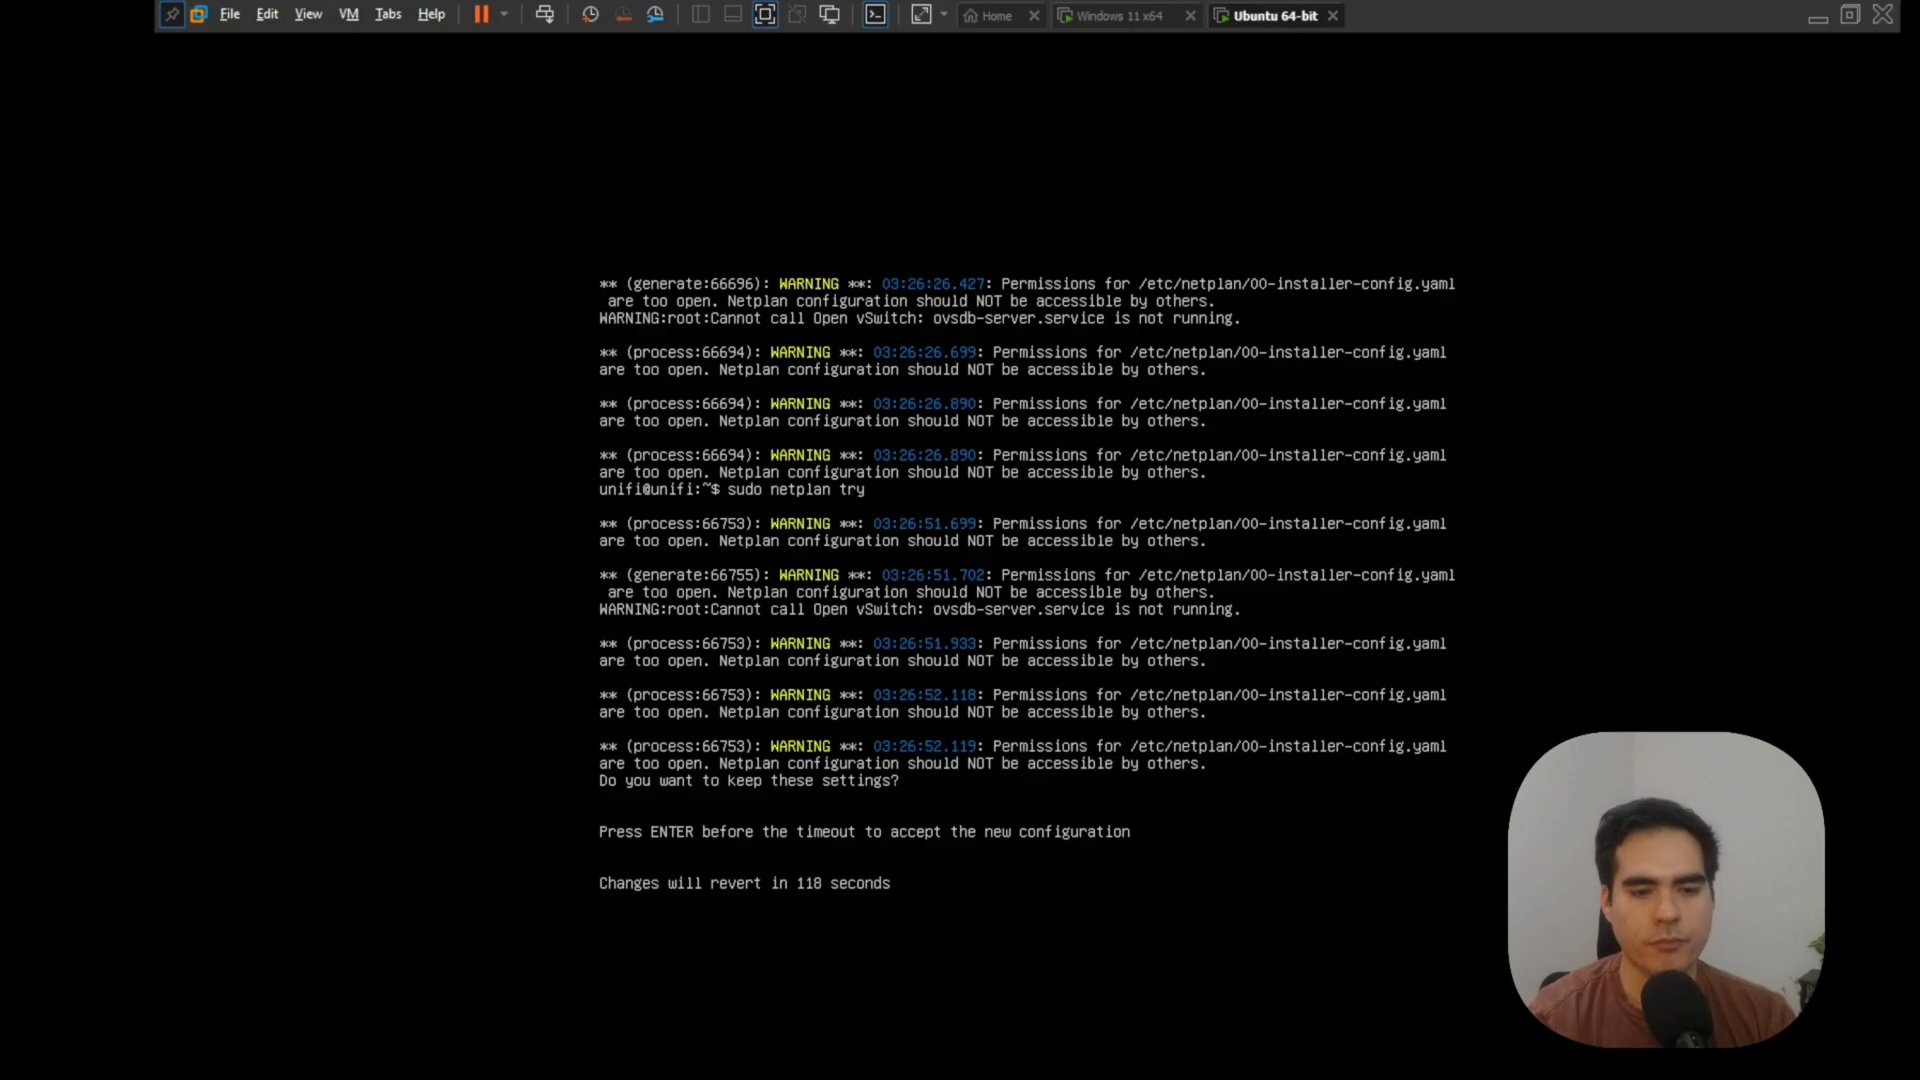 File Edit View VM Tabs Help Home Windows 11 x64 Ubuntu 64-bit
** (generate:66696): WARNING **: 03:26:26.427: Permissions for /etc/netplan/00-installer-config.yaml
are too open. Netplan configuration should NOT be accessible by others.
WARNING:root:Cannot call Open vSwitch: ovsdb-server.service is not running.
** (process:66694): WARNING **: 03:26:26.699: Permissions for /etc/netplan/00-installer-config.yaml
are too open. Netplan configuration should NOT be accessible by others.
** (process:66694): WARNING **: 03:26:26.890: Permissions for /etc/netplan/00-installer-config.yaml
are too open. Netplan configuration should NOT be accessible by others.
** (process:66694): WARNING **: 03:26:26.890: Permissions for /etc/netplan/00-installer-config.yaml
are too open. Netplan configuration should NOT be accessible by others.
unifi@unifi:~$ sudo netplan try
** (process:66753): WARNING **: 03:26:51.699: Permissions for /etc/netplan/00-installer-config.yaml
are too open. Netplan configuration should NOT be accessible by others.
** (generate:66755): WARNING **: 03:26:51.702: Permissions for /etc/netplan/00-installer-config.yaml
are too open. Netplan configuration should NOT be accessible by others.
WARNING:root:Cannot call Open vSwitch: ovsdb-server.service is not running.
** (process:66753): WARNING **: 03:26:51.933: Permissions for /etc/netplan/00-installer-config.yaml
are too open. Netplan configuration should NOT be accessible by others.
** (process:66753): WARNING **: 03:26:52.118: Permissions for /etc/netplan/00-installer-config.yaml
are too open. Netplan configuration should NOT be accessible by others.
** (process:66753): WARNING **: 03:26:52.119: Permissions for /etc/netplan/00-installer-config.yaml
are too open. Netplan configuration should NOT be accessible by others.
Do you want to keep these settings?
Press ENTER before the timeout to accept the new configuration
Changes will revert in 118 seconds